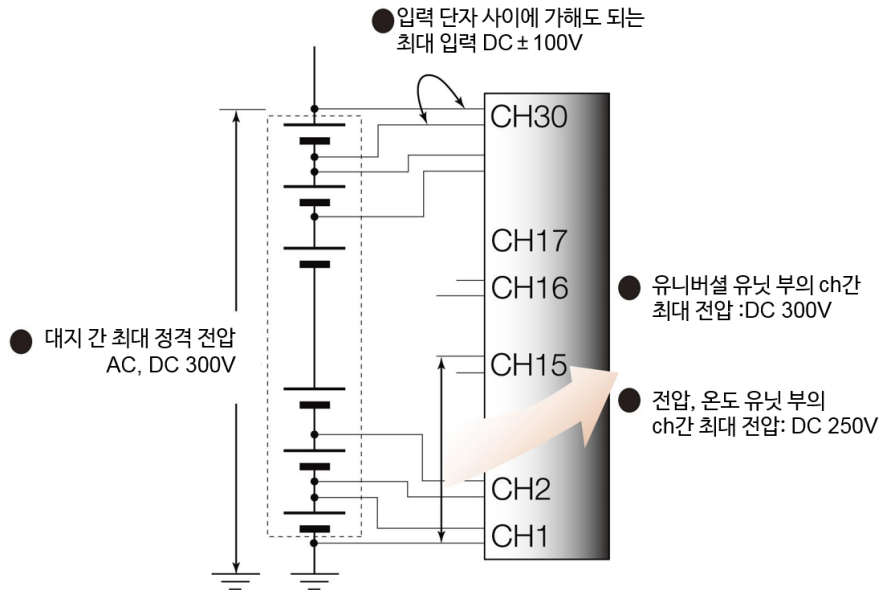 ● 입력 단자 사이에 가해도 되는
최대 입력 DC ± 100V
CH30
CH17
CH16
● 유니버셜 유닛 부의 ch간
최대 전압 :DC 300V
● 대지 간 최대 정격 전압
AC, DC 300V
CH15
● 전압, 온도 유닛 부의
ch간 최대 전압: DC 250V
CH2
CH1